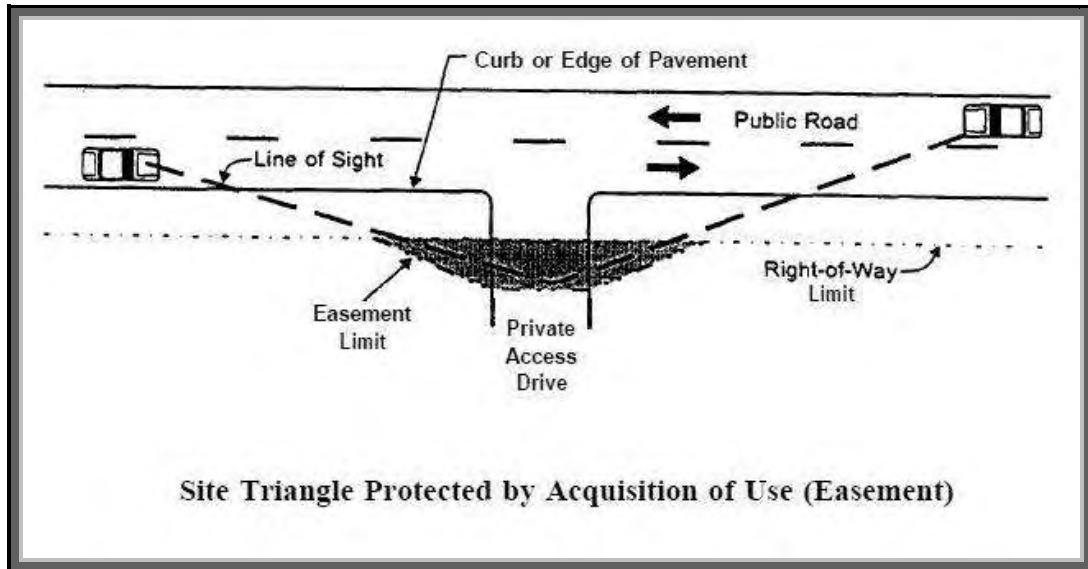 Curb or Edge of Pavement
Public Road
Line of Sight
Right-of-Way
Limit
Easement
Limit
Private
Access
Drive
Site Triangle Protected by Acquisition of Use (Easement)